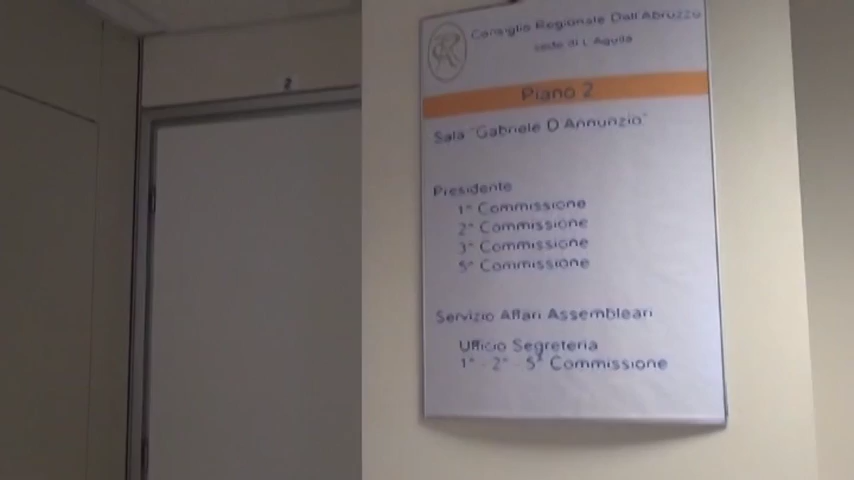 2
Consiglio Regionale Dell'Abruzzo
sede di L'Aquila
Piano 2
Sala "Gabriele D'Annunzio"
Presidente
1^ Commissione
2^ Commissione
3^ Commissione
5^ Commissione
Servizio Affari Assembleari
Ufficio Segreteria
1^ - 2^ - 5^ Commissione